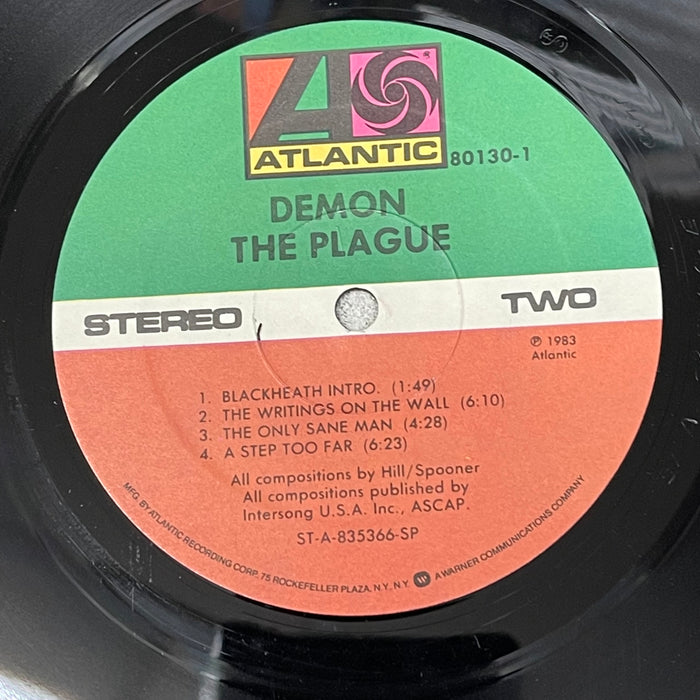 ATLANTIC ®
80130-1
DEMON
THE PLAGUE
STEREO
TWO
℗ 1983
Atlantic
1. BLACKHEATH INTRO. (1:49)
2. THE WRITINGS ON THE WALL (6:10)
3. THE ONLY SANE MAN (4:28)
4. A STEP TOO FAR (6:23)
All compositions by Hill/Spooner
All compositions published by
Intersong U.S.A. Inc., ASCAP.
ST-A-835366-SP
MFG. BY ATLANTIC RECORDING CORP., 75 ROCKEFELLER PLAZA, N.Y., N.Y. A WARNER COMMUNICATIONS COMPANY